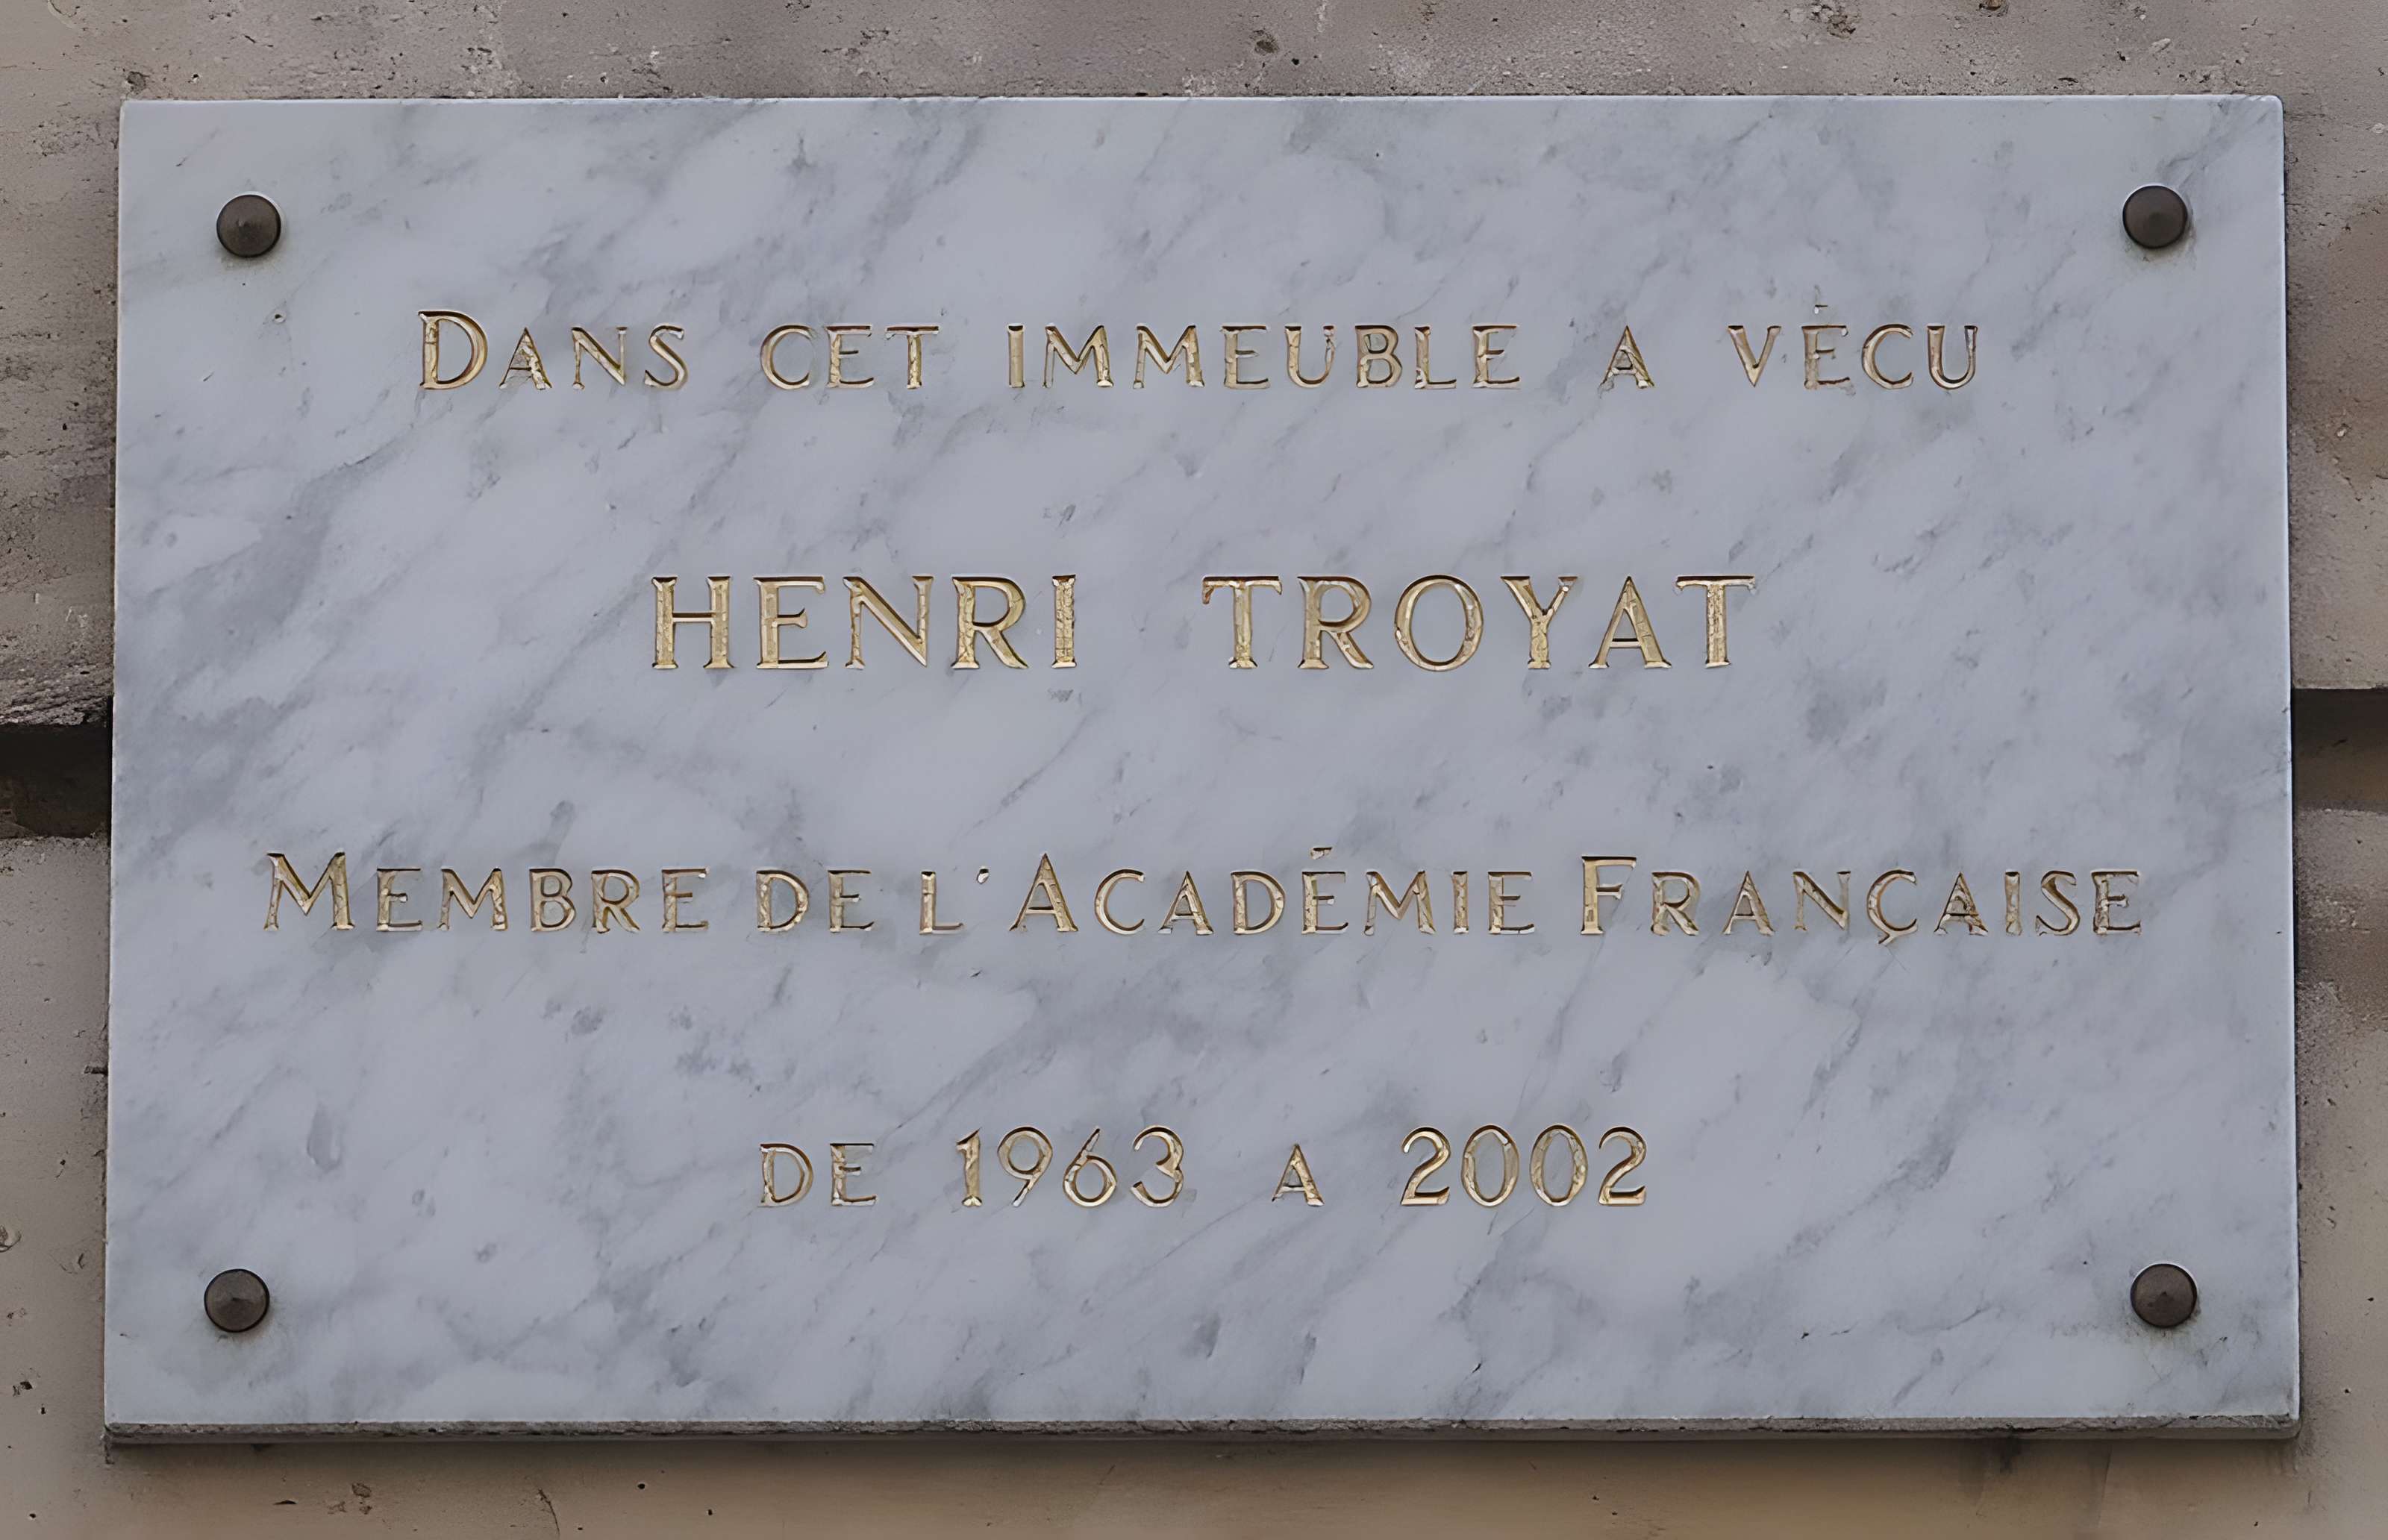 DANS CET IMMEUBLE A VÉCU
HENRI TROYAT
MEMBRE DE L'ACADÉMIE FRANÇAISE
DE 1963 A 2002